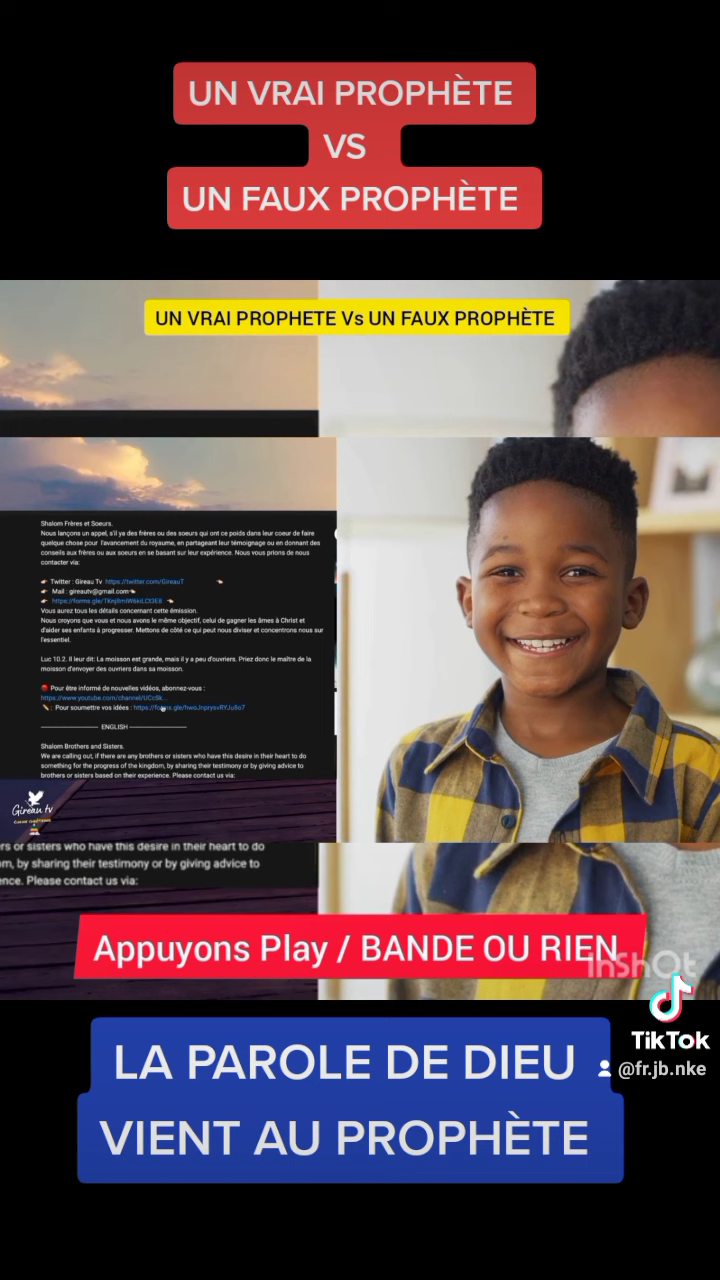 UN VRAI PROPHÈTE
VS
UN FAUX PROPHÈTE
UN VRAI PROPHETE Vs UN FAUX PROPHÈTE
Shalom Frères et Soeurs.
Nous lançons un appel, s'il ya des frères ou des soeurs qui ont ce poids dans leur coeur de faire
quelque chose pour l'avancement du royaume, en partageant leur témoignage ou en donnant des
conseils aux frères ou aux soeurs en se basant sur leur expérience. Nous vous prions de nous
contacter via:
Twitter : Gireau Tv https://twitter.com/GireauT
Mail : gireautv@gmail.com
Vous aurez tous les détails concernant cette émission.
Nous croyons que vous et nous avons le même objectif, celui de gagner les âmes à Christ et
d'aider ses enfants à progresser. Mettons de côté ce qui peut nous diviser et concentrons nous sur
l'essentiel.
Luc 10.2. Il leur dit: La moisson est grande, mais il y a peu d'ouvriers. Priez donc le maître de la
moisson d'envoyer des ouvriers dans sa moisson.
Pour être informé de nouvelles vidéos, abonnez-vous :
https://www.youtube.com/channel/UCcSk...
: Pour soumettre vos idées :
ENGLISH
Shalom Brothers and Sisters.
We are calling out, if there are any brothers or sisters who have this desire in their heart to do
something for the progress of the kingdom, by sharing their testimony or by giving advice to
brothers or sisters based on their experience. Please contact us via:
Gireau tv
rs or sisters who have this desire in their heart to do
om, by sharing their testimony or by giving advice to
ence. Please contact us via:
Appuyons Play / BANDE OU RIEN
InShOt
TikTok
@fr.jb.nke
LA PAROLE DE DIEU
VIENT AU PROPHÈTE